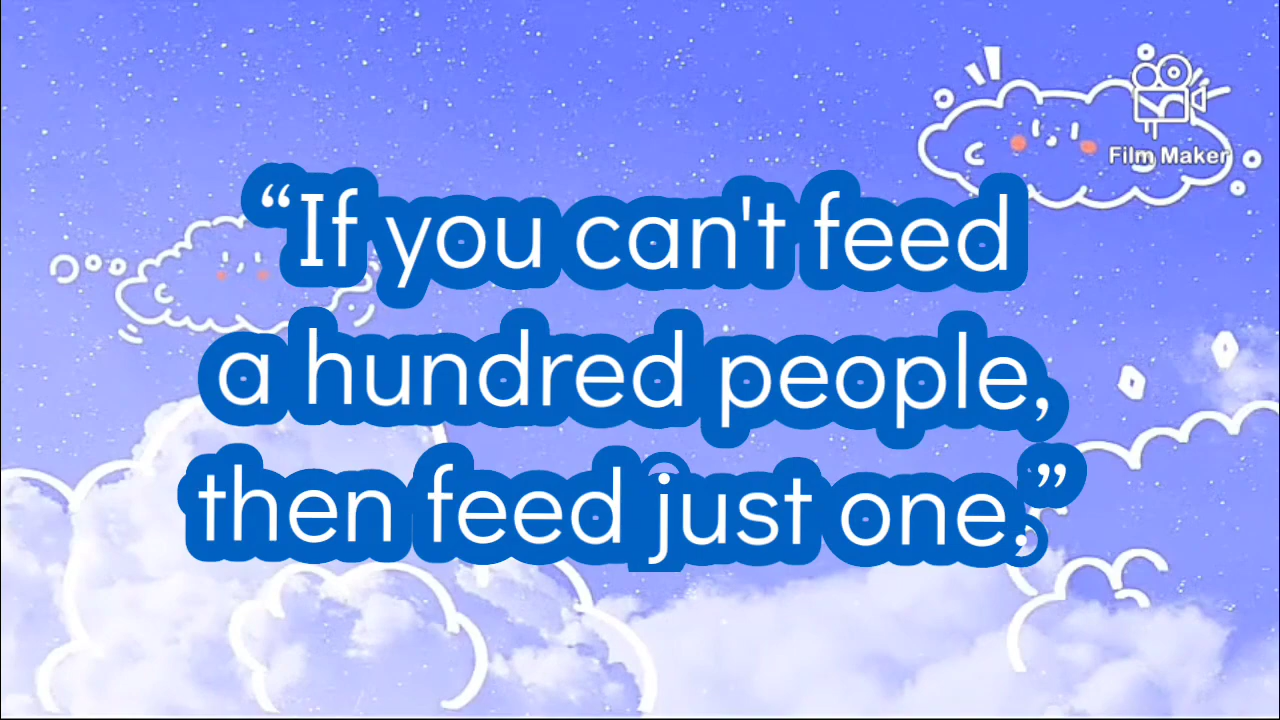 Film Maker
“If you can't feed
a hundred people,
then feed just one.”